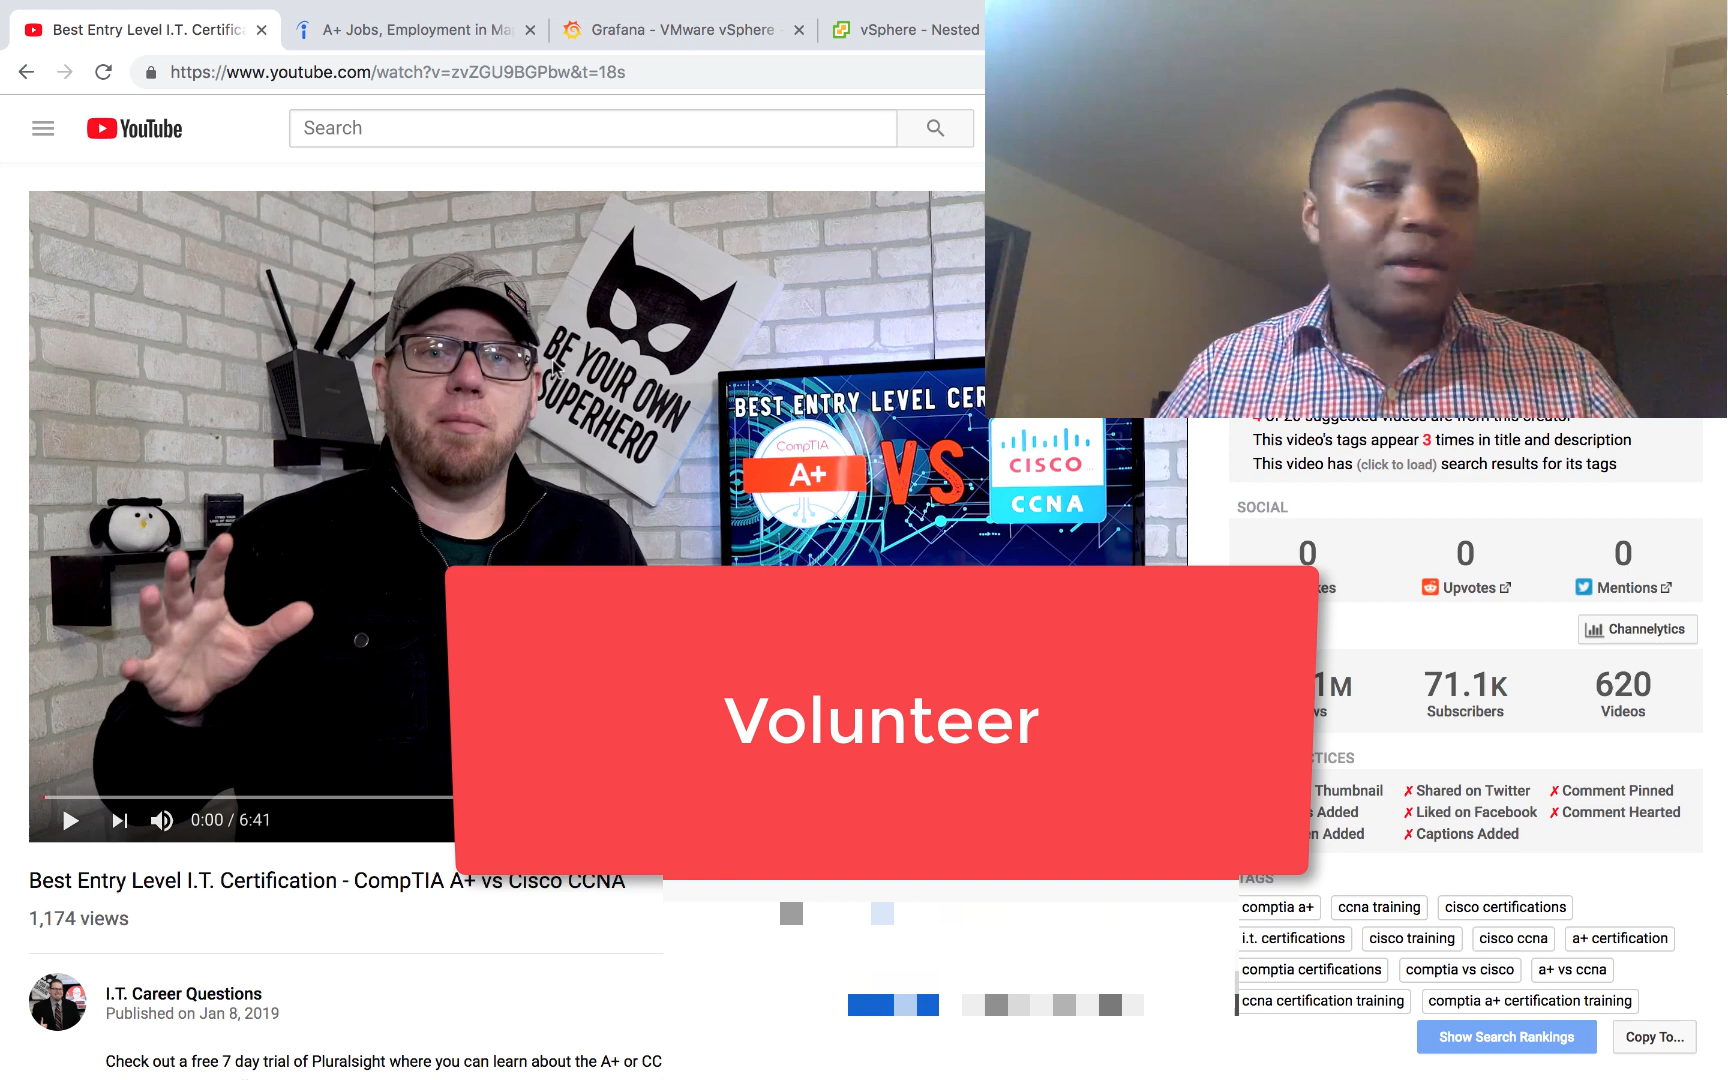 Best Entry Level I.T. Certific
A+ Jobs, Employment in Ma
Grafana - VMware vSphere -
vSphere - Nested
https://www.youtube.com/watch?v=zvZGU9BGPbw&t=18s
YouTube
Search
BE YOUR OWN
SUPERHERO
BEST ENTRY LEVEL CER
CompTIA
A+
VS
CISCO
CCNA
This video's tags appear 3 times in title and description
This video has (click to load) search results for its tags
SOCIAL
0 0 0
kes Upvotes Mentions
Channelytics
1M 71.1K 620
ws Subscribers Videos
Volunteer
CTICES
Thumbnail ✗ Shared on Twitter ✗ Comment Pinned
s Added ✗ Liked on Facebook ✗ Comment Hearted
n Added ✗ Captions Added
0:00 / 6:41
Best Entry Level I.T. Certification - CompTIA A+ vs Cisco CCNA
1,174 views
TAGS
comptia a+ ccna training cisco certifications
i.t. certifications cisco training cisco ccna a+ certification
comptia certifications comptia vs cisco a+ vs ccna
ccna certification training comptia a+ certification training
Show Search Rankings Copy To...
I.T. Career Questions
Published on Jan 8, 2019
Check out a free 7 day trial of Pluralsight where you can learn about the A+ or CC